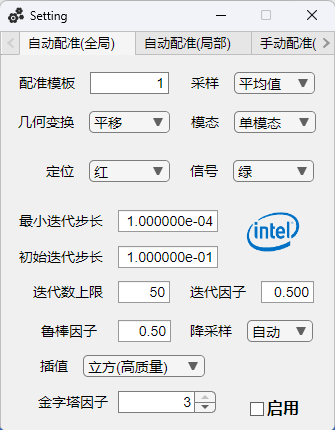 Setting
自动配准(全局) 自动配准(局部) 手动配准(
配准模板 1 采样 平均值
几何变换 平移 模态 单模态
定位 红 信号 绿
最小迭代步长 1.000000e-04
intel
初始迭代步长 1.000000e-01
迭代数上限 50 迭代因子 0.500
鲁棒因子 0.50 降采样 自动
插值 立方(高质量)
金字塔因子 3 启用